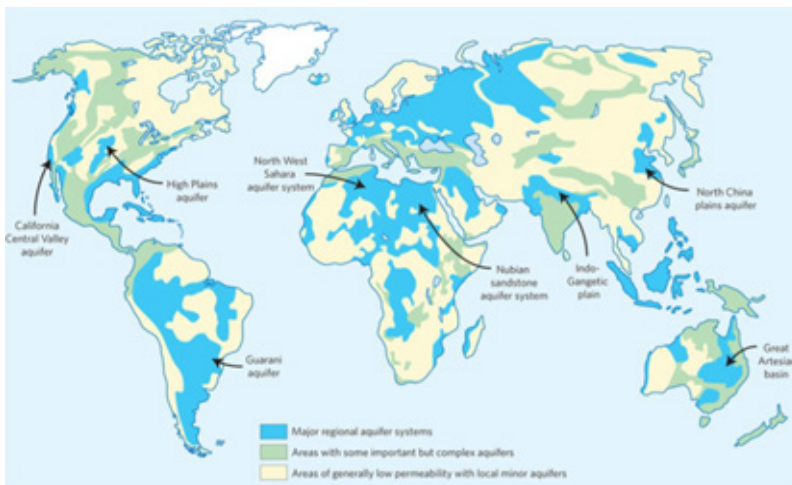 North West
Sahara
aquifer system
High Plains
aquifer
North China
plains aquifer
California
Central Valley
aquifer
Nubian
sandstone
aquifer system
Indo-
Gangetic
plain
Guarani
aquifer
Great
Artesian
basin
Major regional aquifer systems
Areas with some important but complex aquifers
Areas of generally low permeability with local minor aquifers